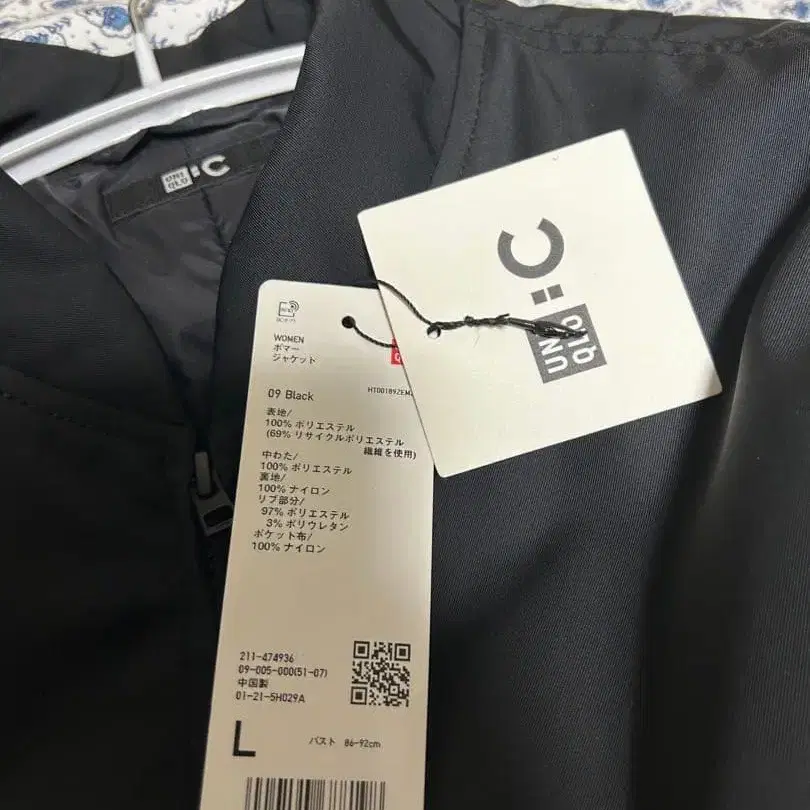 UNI
QLO
:C
UNI
QLO
:C
WOMEN
ボマー
ジャケット
09 Black
表地/
100% ポリエステル
(69% リサイクルポリエステル
繊維を使用)
中わた/
100% ポリエステル
裏地/
100% ナイロン
リブ部分/
97% ポリエステル
3% ポリウレタン
ポケット布/
100% ナイロン
211-474936
09-005-000(51-07)
中国製
01-21-5H029A
L
バスト 86-92cm